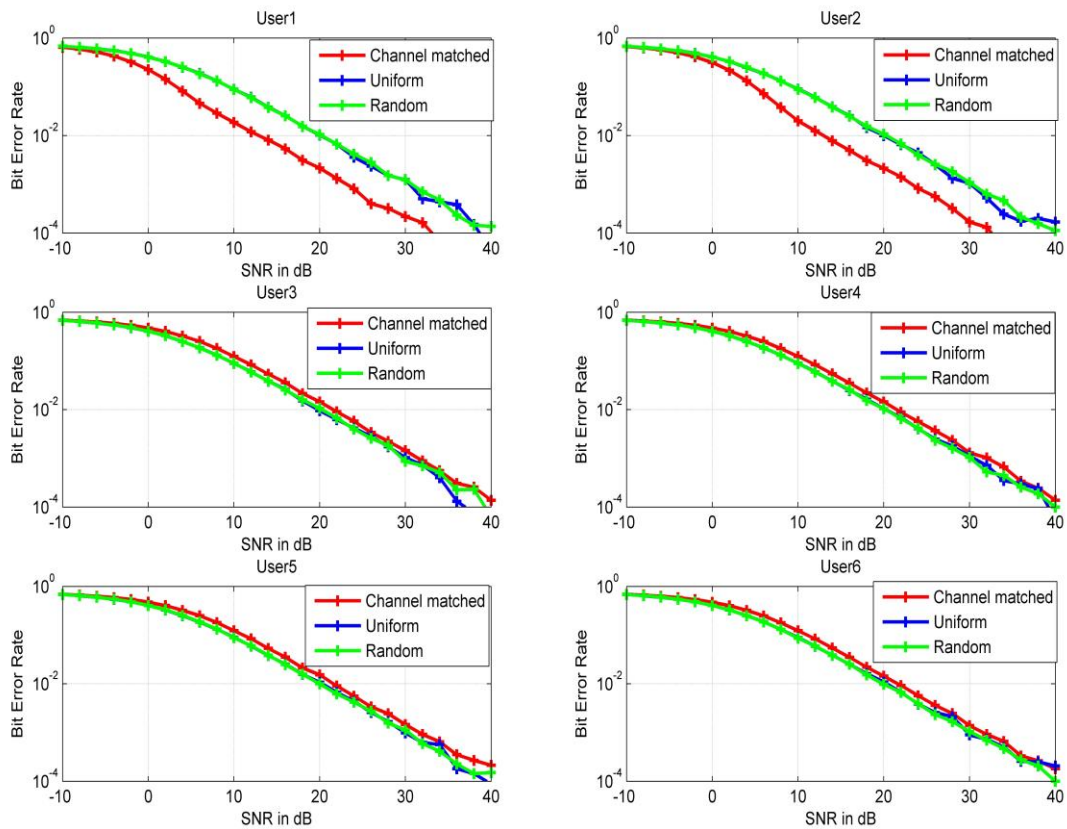 User1
Bit Error Rate
10^0
10^-2
10^-4
Channel matched
Uniform
Random
-10 0 10 20 30 40
SNR in dB
User2
Bit Error Rate
10^0
10^-2
10^-4
Channel matched
Uniform
Random
-10 0 10 20 30 40
SNR in dB
User3
Bit Error Rate
10^0
10^-2
10^-4
Channel matched
Uniform
Random
-10 0 10 20 30 40
SNR in dB
User4
Bit Error Rate
10^0
10^-2
10^-4
Channel matched
Uniform
Random
-10 0 10 20 30 40
SNR in dB
User5
Bit Error Rate
10^0
10^-2
10^-4
Channel matched
Uniform
Random
-10 0 10 20 30 40
SNR in dB
User6
Bit Error Rate
10^0
10^-2
10^-4
Channel matched
Uniform
Random
-10 0 10 20 30 40
SNR in dB